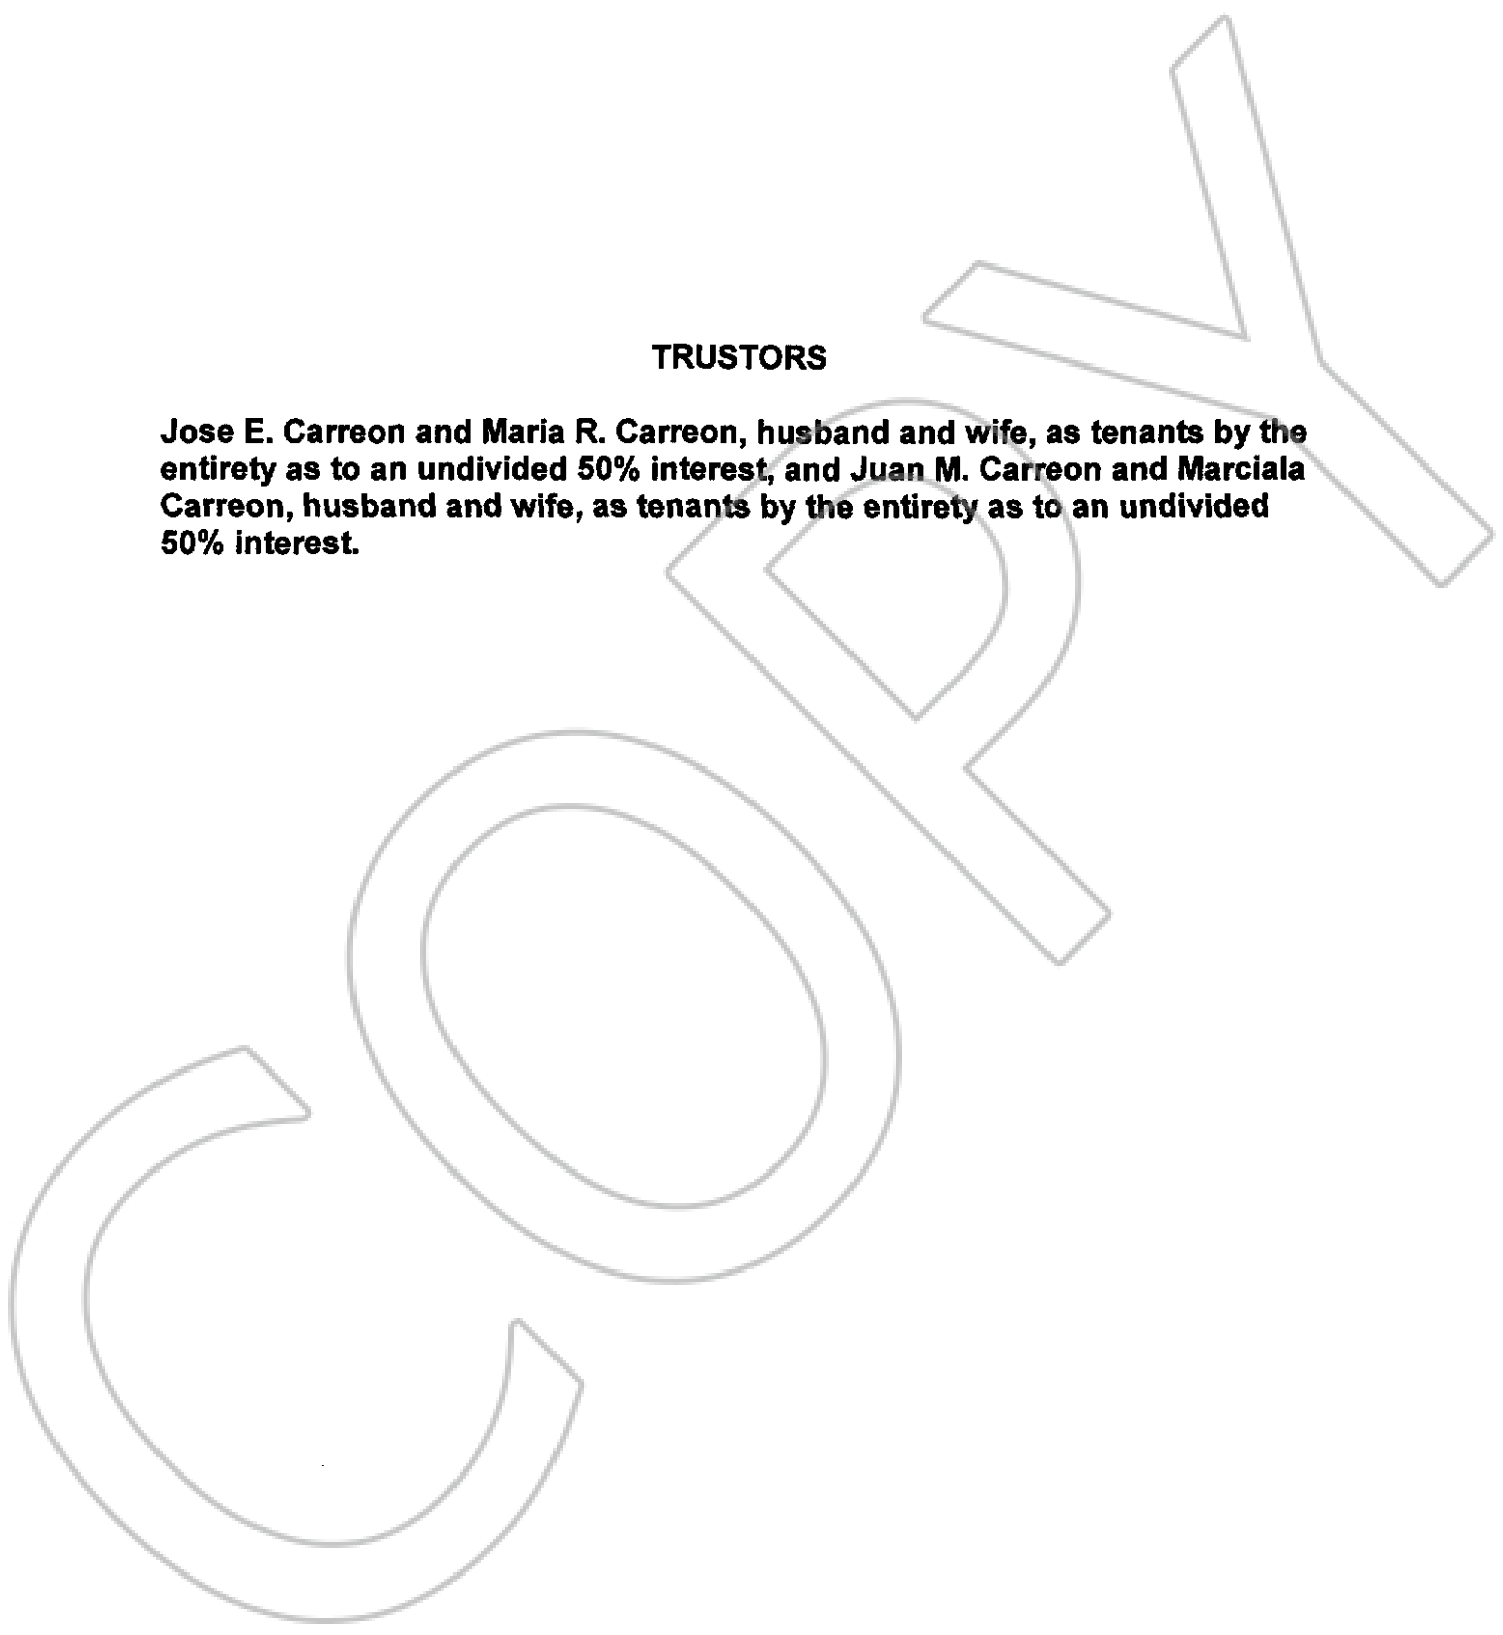 TRUSTORS
Jose E. Carreon and Maria R. Carreon, husband and wife, as tenants by the
entirety as to an undivided 50% interest, and Juan M. Carreon and Marciala
Carreon, husband and wife, as tenants by the entirety as to an undivided
50% interest.
COPY